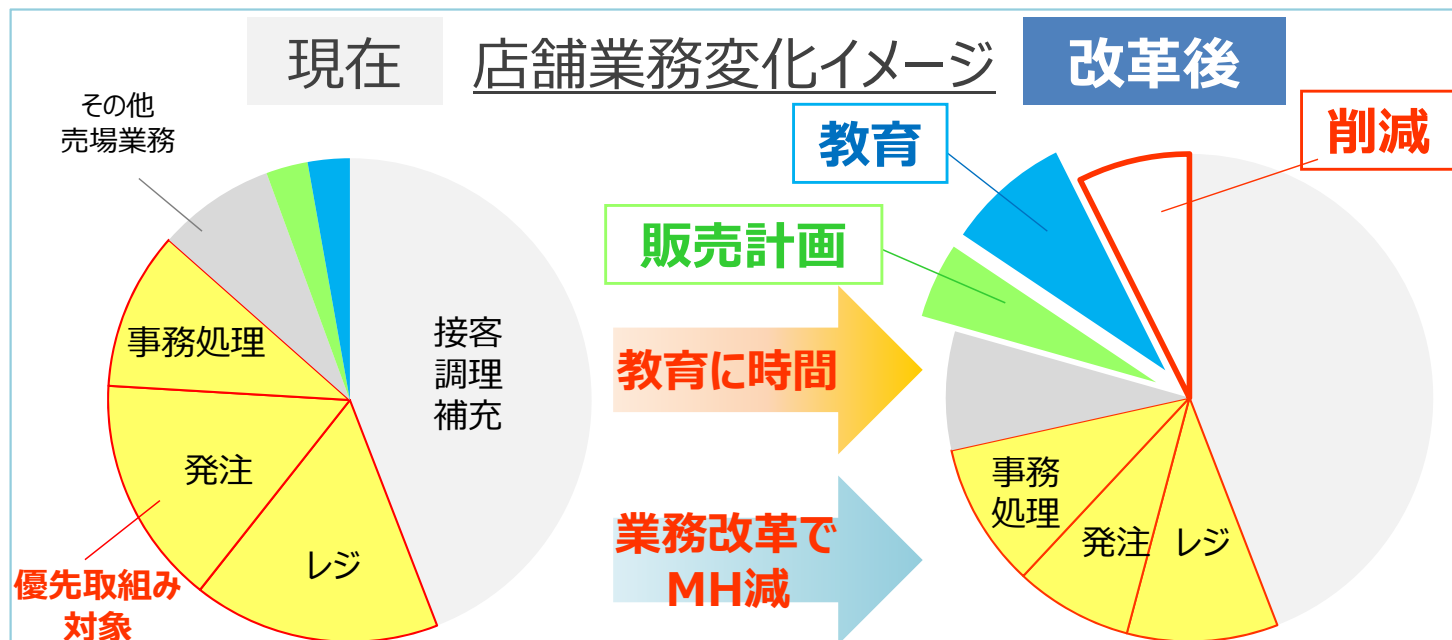 現在
店舗業務変化イメージ
改革後
その他
売場業務
事務処理
発注
レジ
接客
調理
補充
優先取組み
対象
教育
販売計画
削減
教育に時間
業務改革で
MH減
事務
処理
発注
レジ